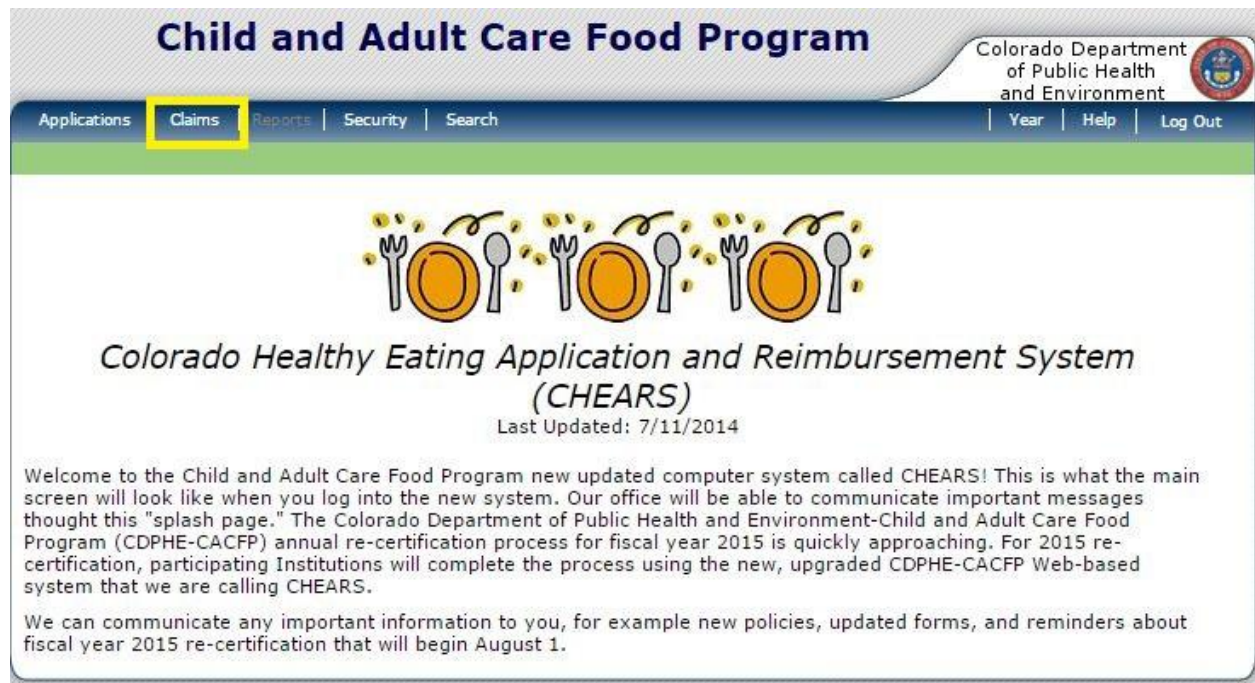 Child and Adult Care Food Program
Colorado Department
of Public Health
and Environment
Applications Claims | Reports | Security | Search | Year | Help | Log Out
Colorado Healthy Eating Application and Reimbursement System
(CHEARS)
Last Updated: 7/11/2014
Welcome to the Child and Adult Care Food Program new updated computer system called CHEARS! This is what the main
screen will look like when you log into the new system. Our office will be able to communicate important messages
thought this "splash page." The Colorado Department of Public Health and Environment-Child and Adult Care Food
Program (CDPHE-CACFP) annual re-certification process for fiscal year 2015 is quickly approaching. For 2015 re-
certification, participating Institutions will complete the process using the new, upgraded CDPHE-CACFP Web-based
system that we are calling CHEARS.
We can communicate any important information to you, for example new policies, updated forms, and reminders about
fiscal year 2015 re-certification that will begin August 1.